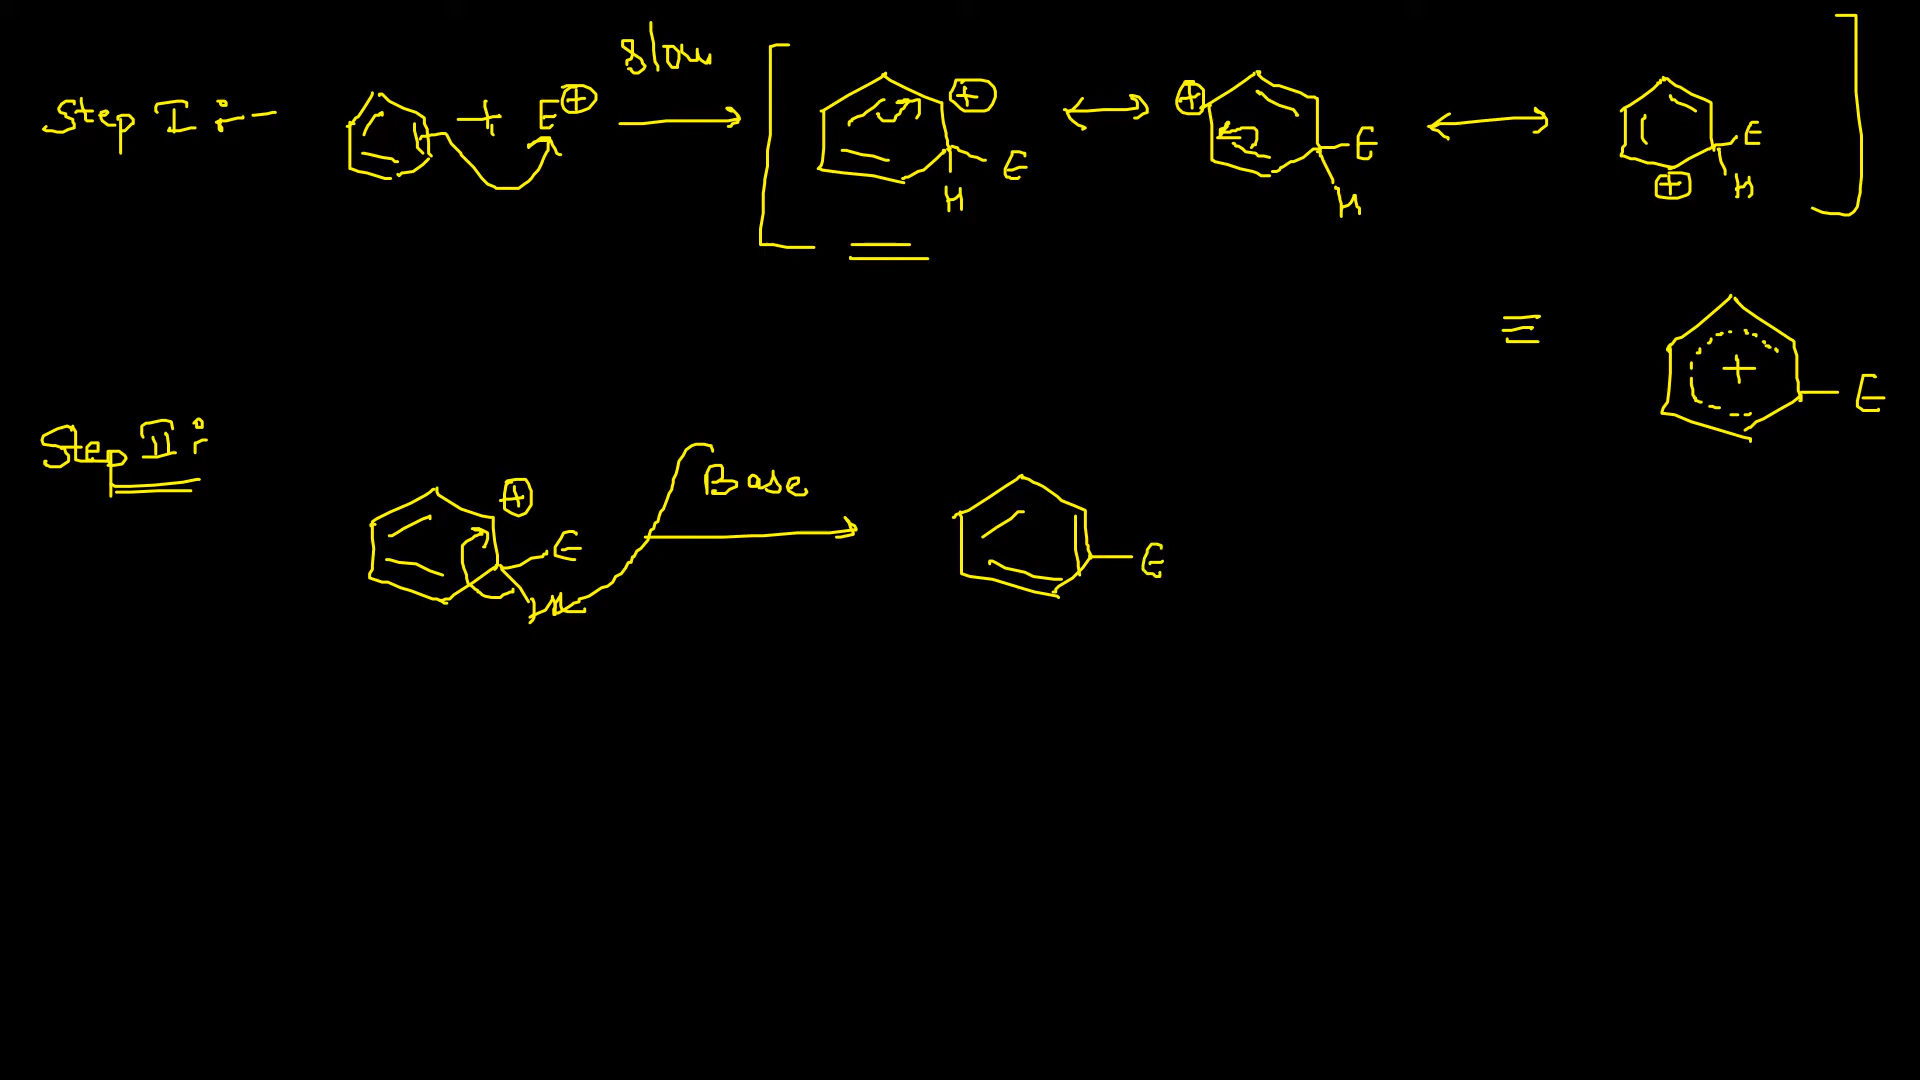 slow
Step I :- + E⊕ → [ ⊕ E H ↔ ⊕ E H ↔ ⊕ E H ]
≡ + E
Step II :
⊕ E H Base → E